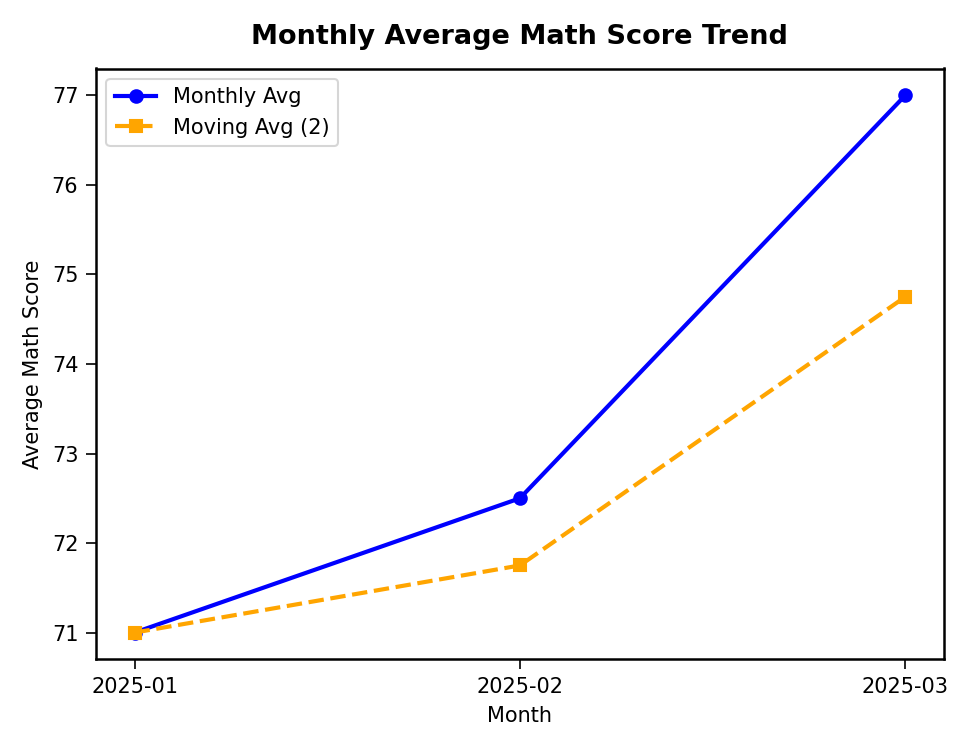 Monthly Average Math Score Trend
Monthly Avg
Moving Avg (2)
Average Math Score
77
76
75
74
73
72
71
2025-01 2025-02 2025-03
Month